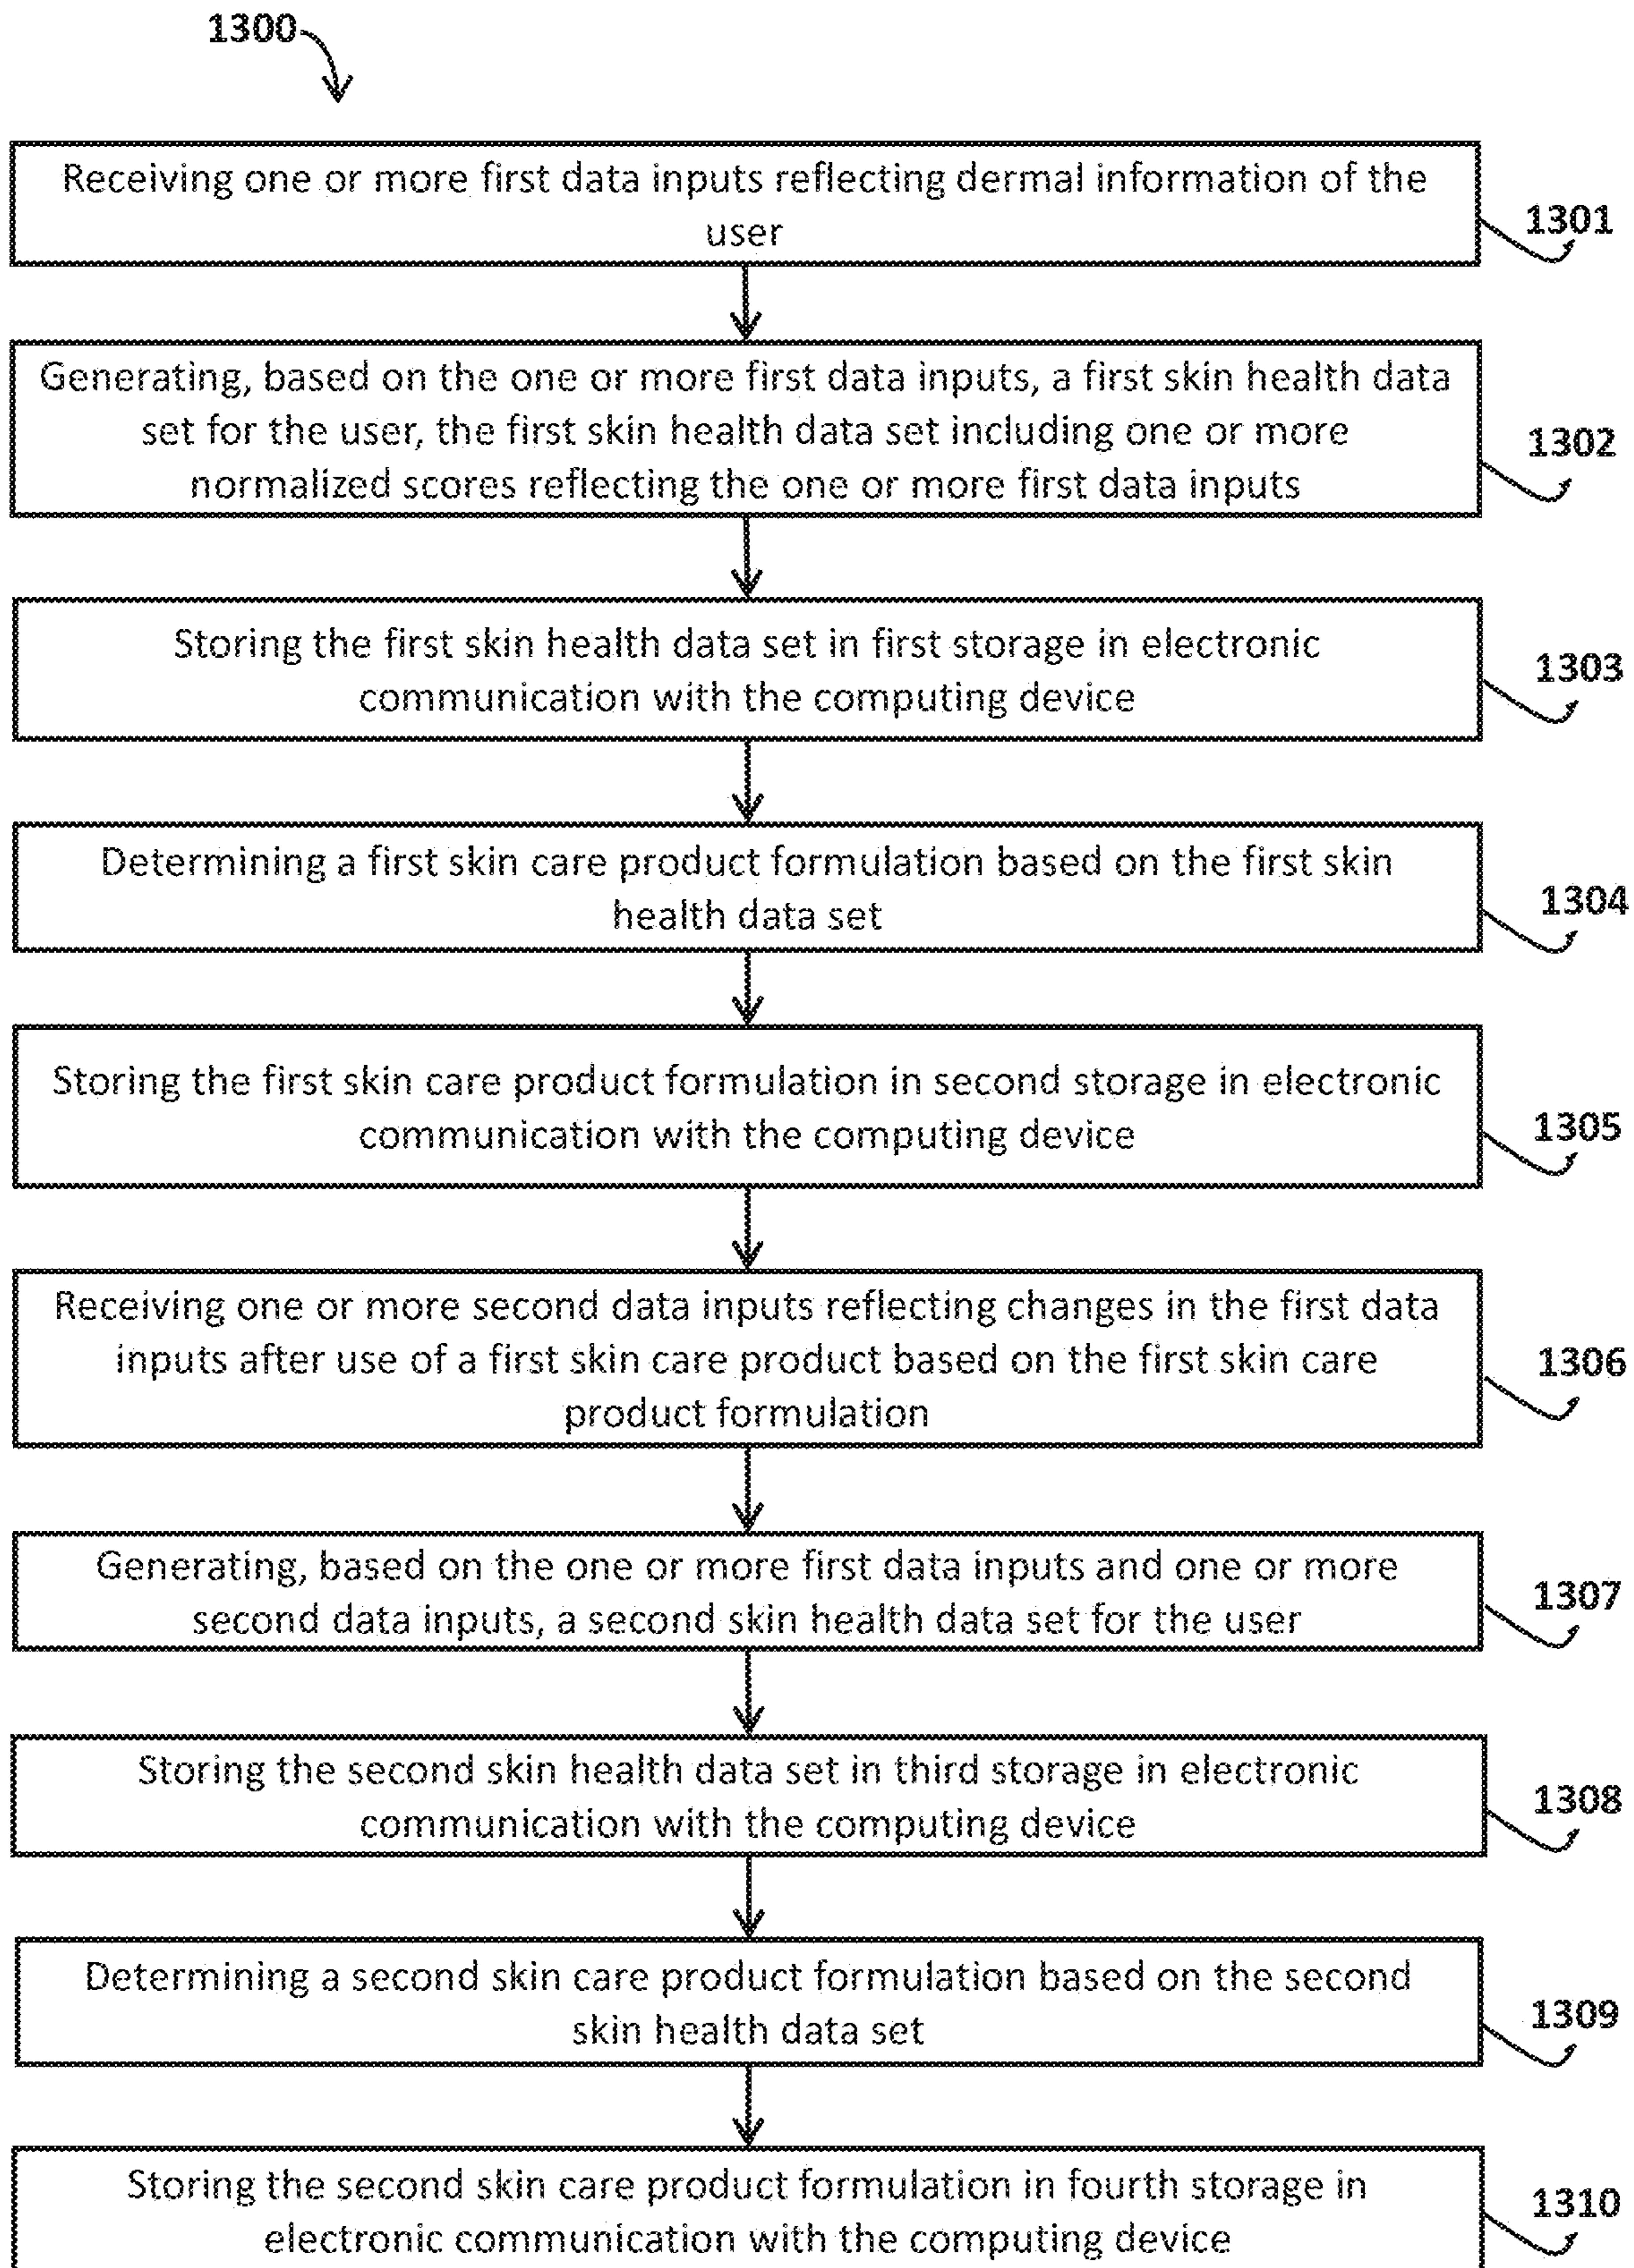 1300
Receiving one or more first data inputs reflecting dermal information of the
user
1301
Generating, based on the one or more first data inputs, a first skin health data
set for the user, the first skin health data set including one or more
normalized scores reflecting the one or more first data inputs
1302
Storing the first skin health data set in first storage in electronic
communication with the computing device
1303
Determining a first skin care product formulation based on the first skin
health data set
1304
Storing the first skin care product formulation in second storage in electronic
communication with the computing device
1305
Receiving one or more second data inputs reflecting changes in the first data
inputs after use of a first skin care product based on the first skin care
product formulation
1306
Generating, based on the one or more first data inputs and one or more
second data inputs, a second skin health data set for the user
1307
Storing the second skin health data set in third storage in electronic
communication with the computing device
1308
Determining a second skin care product formulation based on the second
skin health data set
1309
Storing the second skin care product formulation in fourth storage in
electronic communication with the computing device
1310